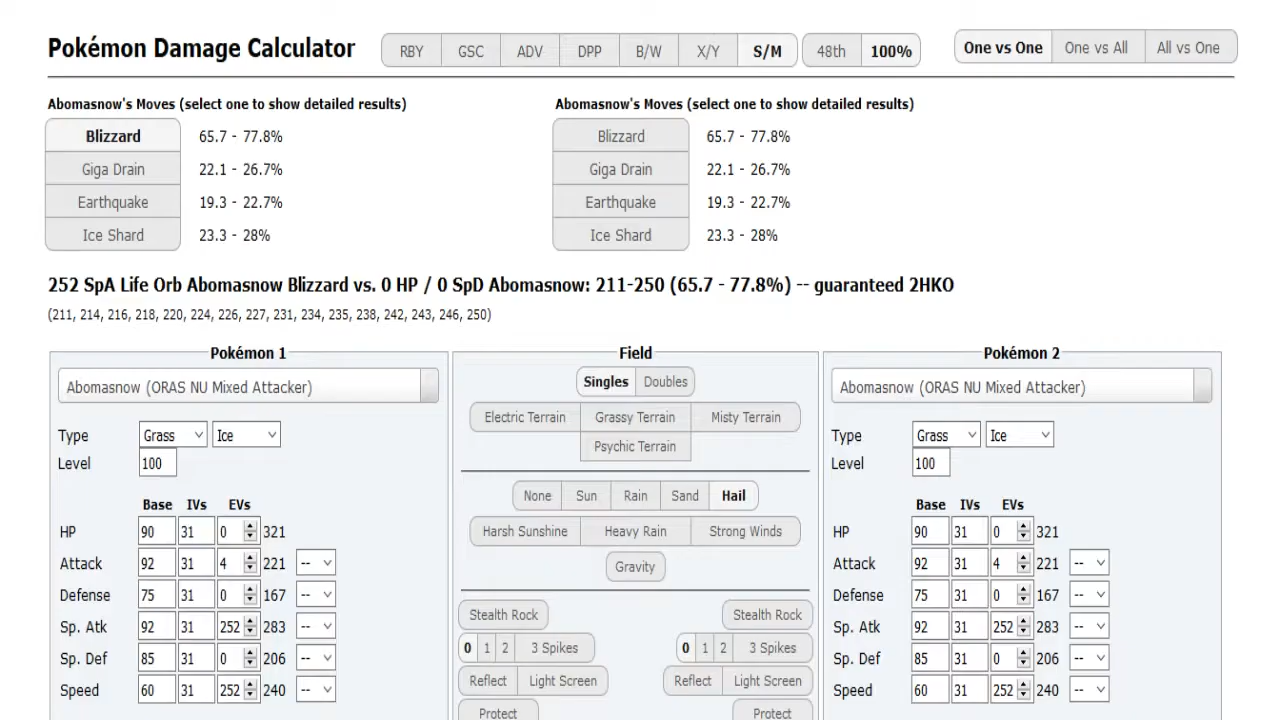 Pokémon Damage Calculator RBY GSC ADV DPP B/W X/Y S/M 48th 100% One vs One One vs All All vs One
Abomasnow's Moves (select one to show detailed results) Abomasnow's Moves (select one to show detailed results)
Blizzard 65.7 - 77.8% Blizzard 65.7 - 77.8%
Giga Drain 22.1 - 26.7% Giga Drain 22.1 - 26.7%
Earthquake 19.3 - 22.7% Earthquake 19.3 - 22.7%
Ice Shard 23.3 - 28% Ice Shard 23.3 - 28%
252 SpA Life Orb Abomasnow Blizzard vs. 0 HP / 0 SpD Abomasnow: 211-250 (65.7 - 77.8%) -- guaranteed 2HKO
(211, 214, 216, 218, 220, 224, 226, 227, 231, 234, 235, 238, 242, 243, 246, 250)
Pokémon 1
Abomasnow (ORAS NU Mixed Attacker)
Type Grass Ice
Level 100
Base IVs EVs
HP 90 31 0 321
Attack 92 31 4 221 --
Defense 75 31 0 167 --
Sp. Atk 92 31 252 283 --
Sp. Def 85 31 0 206 --
Speed 60 31 252 240 --
Field
Singles Doubles
Electric Terrain Grassy Terrain Misty Terrain
Psychic Terrain
None Sun Rain Sand Hail
Harsh Sunshine Heavy Rain Strong Winds
Gravity
Stealth Rock Stealth Rock
0 1 2 3 Spikes 0 1 2 3 Spikes
Reflect Light Screen Reflect Light Screen
Protect Protect
Pokémon 2
Abomasnow (ORAS NU Mixed Attacker)
Type Grass Ice
Level 100
Base IVs EVs
HP 90 31 0 321
Attack 92 31 4 221 --
Defense 75 31 0 167 --
Sp. Atk 92 31 252 283 --
Sp. Def 85 31 0 206 --
Speed 60 31 252 240 --